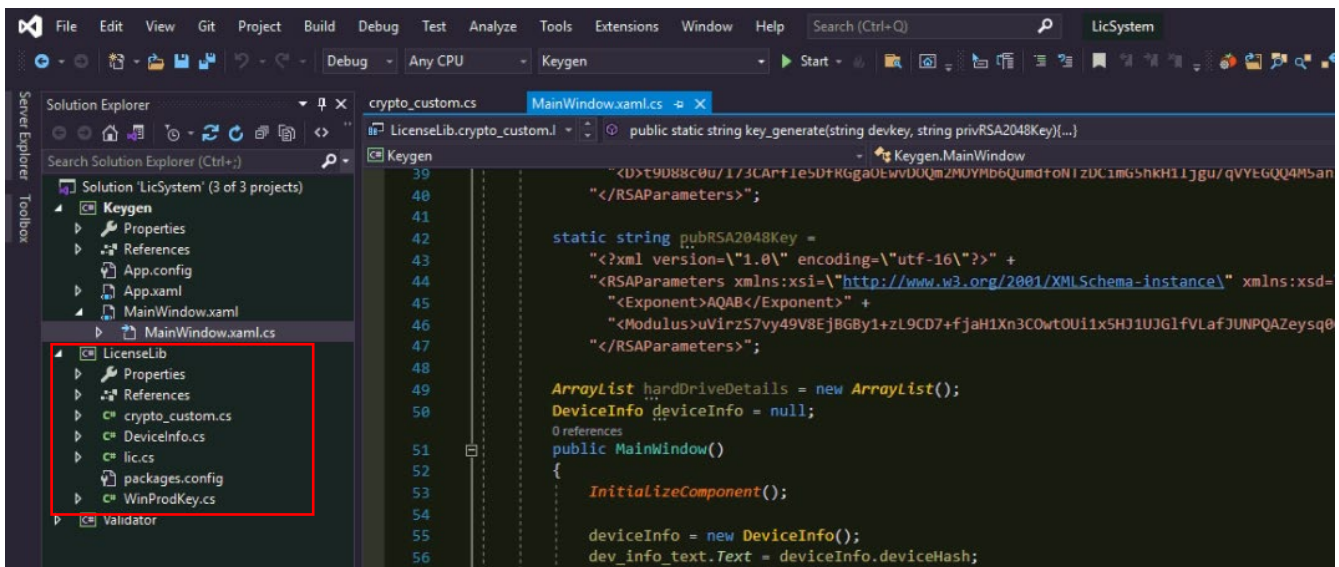 File Edit View Git Project Build Debug Test Analyze Tools Extensions Window Help Search (Ctrl+Q) LicSystem
Debug Any CPU Keygen Start
Server Explorer
Toolbox
Solution Explorer
Search Solution Explorer (Ctrl+;)
Solution 'LicSystem' (3 of 3 projects)
Keygen
Properties
References
App.config
App.xaml
MainWindow.xaml
MainWindow.xaml.cs
LicenseLib
Properties
References
crypto_custom.cs
DeviceInfo.cs
lic.cs
packages.config
WinProdKey.cs
Validator
crypto_custom.cs MainWindow.xaml.cs
LicenseLib.crypto_custom.l public static string key_generate(string devkey, string privRSA2048Key){...}
Keygen Keygen.MainWindow
39
40 "</RSAParameters>";
41
42 static string pubRSA2048Key =
43 "<?xml version=\"1.0\" encoding=\"utf-16\"?>" +
44 "<RSAParameters xmlns:xsi=\"http://www.w3.org/2001/XMLSchema-instance\" xmlns:xsd=
45 "<Exponent>AQAB</Exponent>" +
46 "<Modulus>uVirzS7vy49V8EjBGBy1+zL9CD7+fjaH1Xn3COwtOUi1x5HJ1UJGlfVLafJUNPQAZeysq0
47 "</RSAParameters>";
48
49 ArrayList hardDriveDetails = new ArrayList();
50 DeviceInfo deviceInfo = null;
0 references
51 public MainWindow()
52 {
53 InitializeComponent();
54
55 deviceInfo = new DeviceInfo();
56 dev_info_text.Text = deviceInfo.deviceHash;